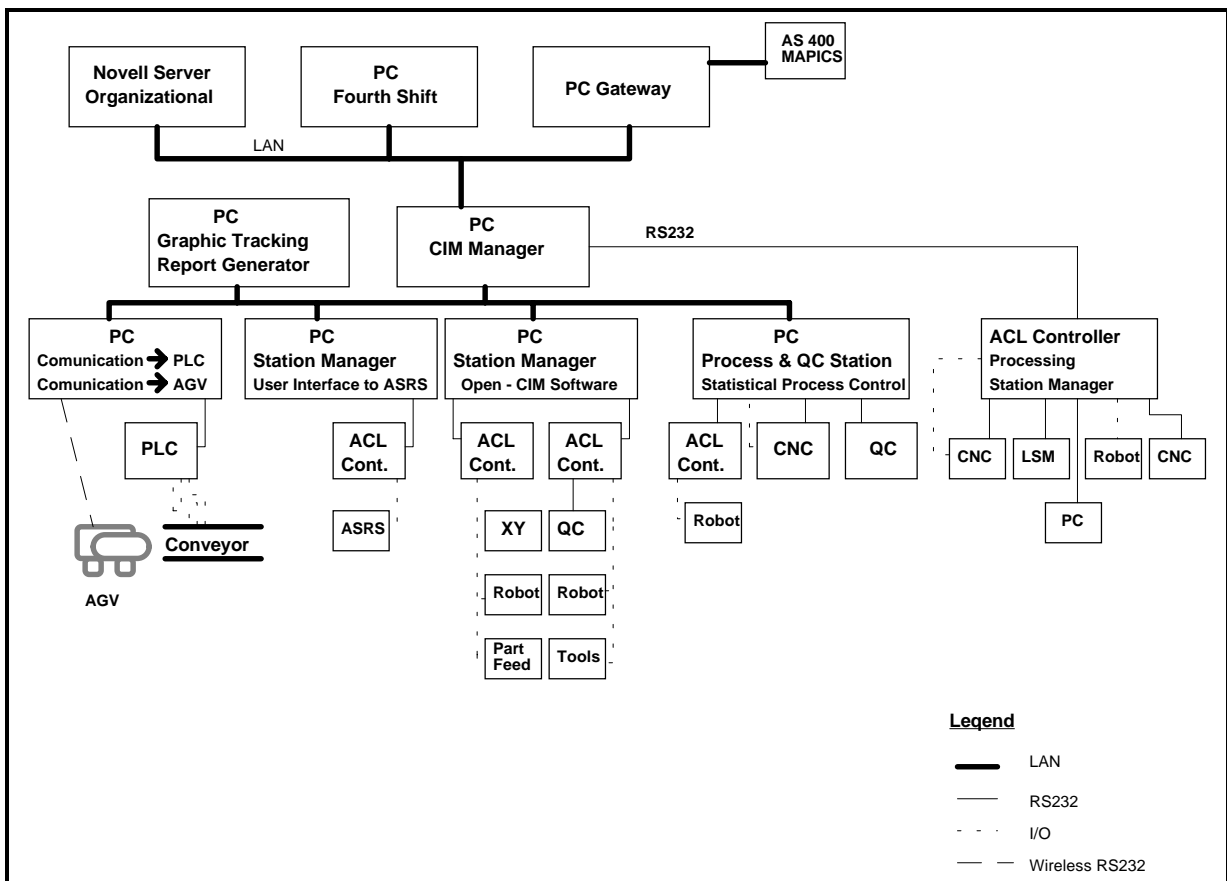 AS 400
MAPICS
Novell Server
Organizational
PC
Fourth Shift
PC Gateway
LAN
PC
Graphic Tracking
Report Generator
PC
CIM Manager
RS232
PC
Comunication PLC
Comunication AGV
PC
Station Manager
User Interface to ASRS
PC
Station Manager
Open - CIM Software
PC
Process & QC Station
Statistical Process Control
ACL Controller
Processing
Station Manager
PLC
ACL
Cont.
ACL
Cont.
ACL
Cont.
ACL
Cont.
CNC
QC
CNC
LSM
Robot
CNC
Conveyor
AGV
ASRS
XY
QC
Robot
PC
Robot
Robot
Part
Feed
Tools
Legend
LAN
RS232
I/O
Wireless RS232